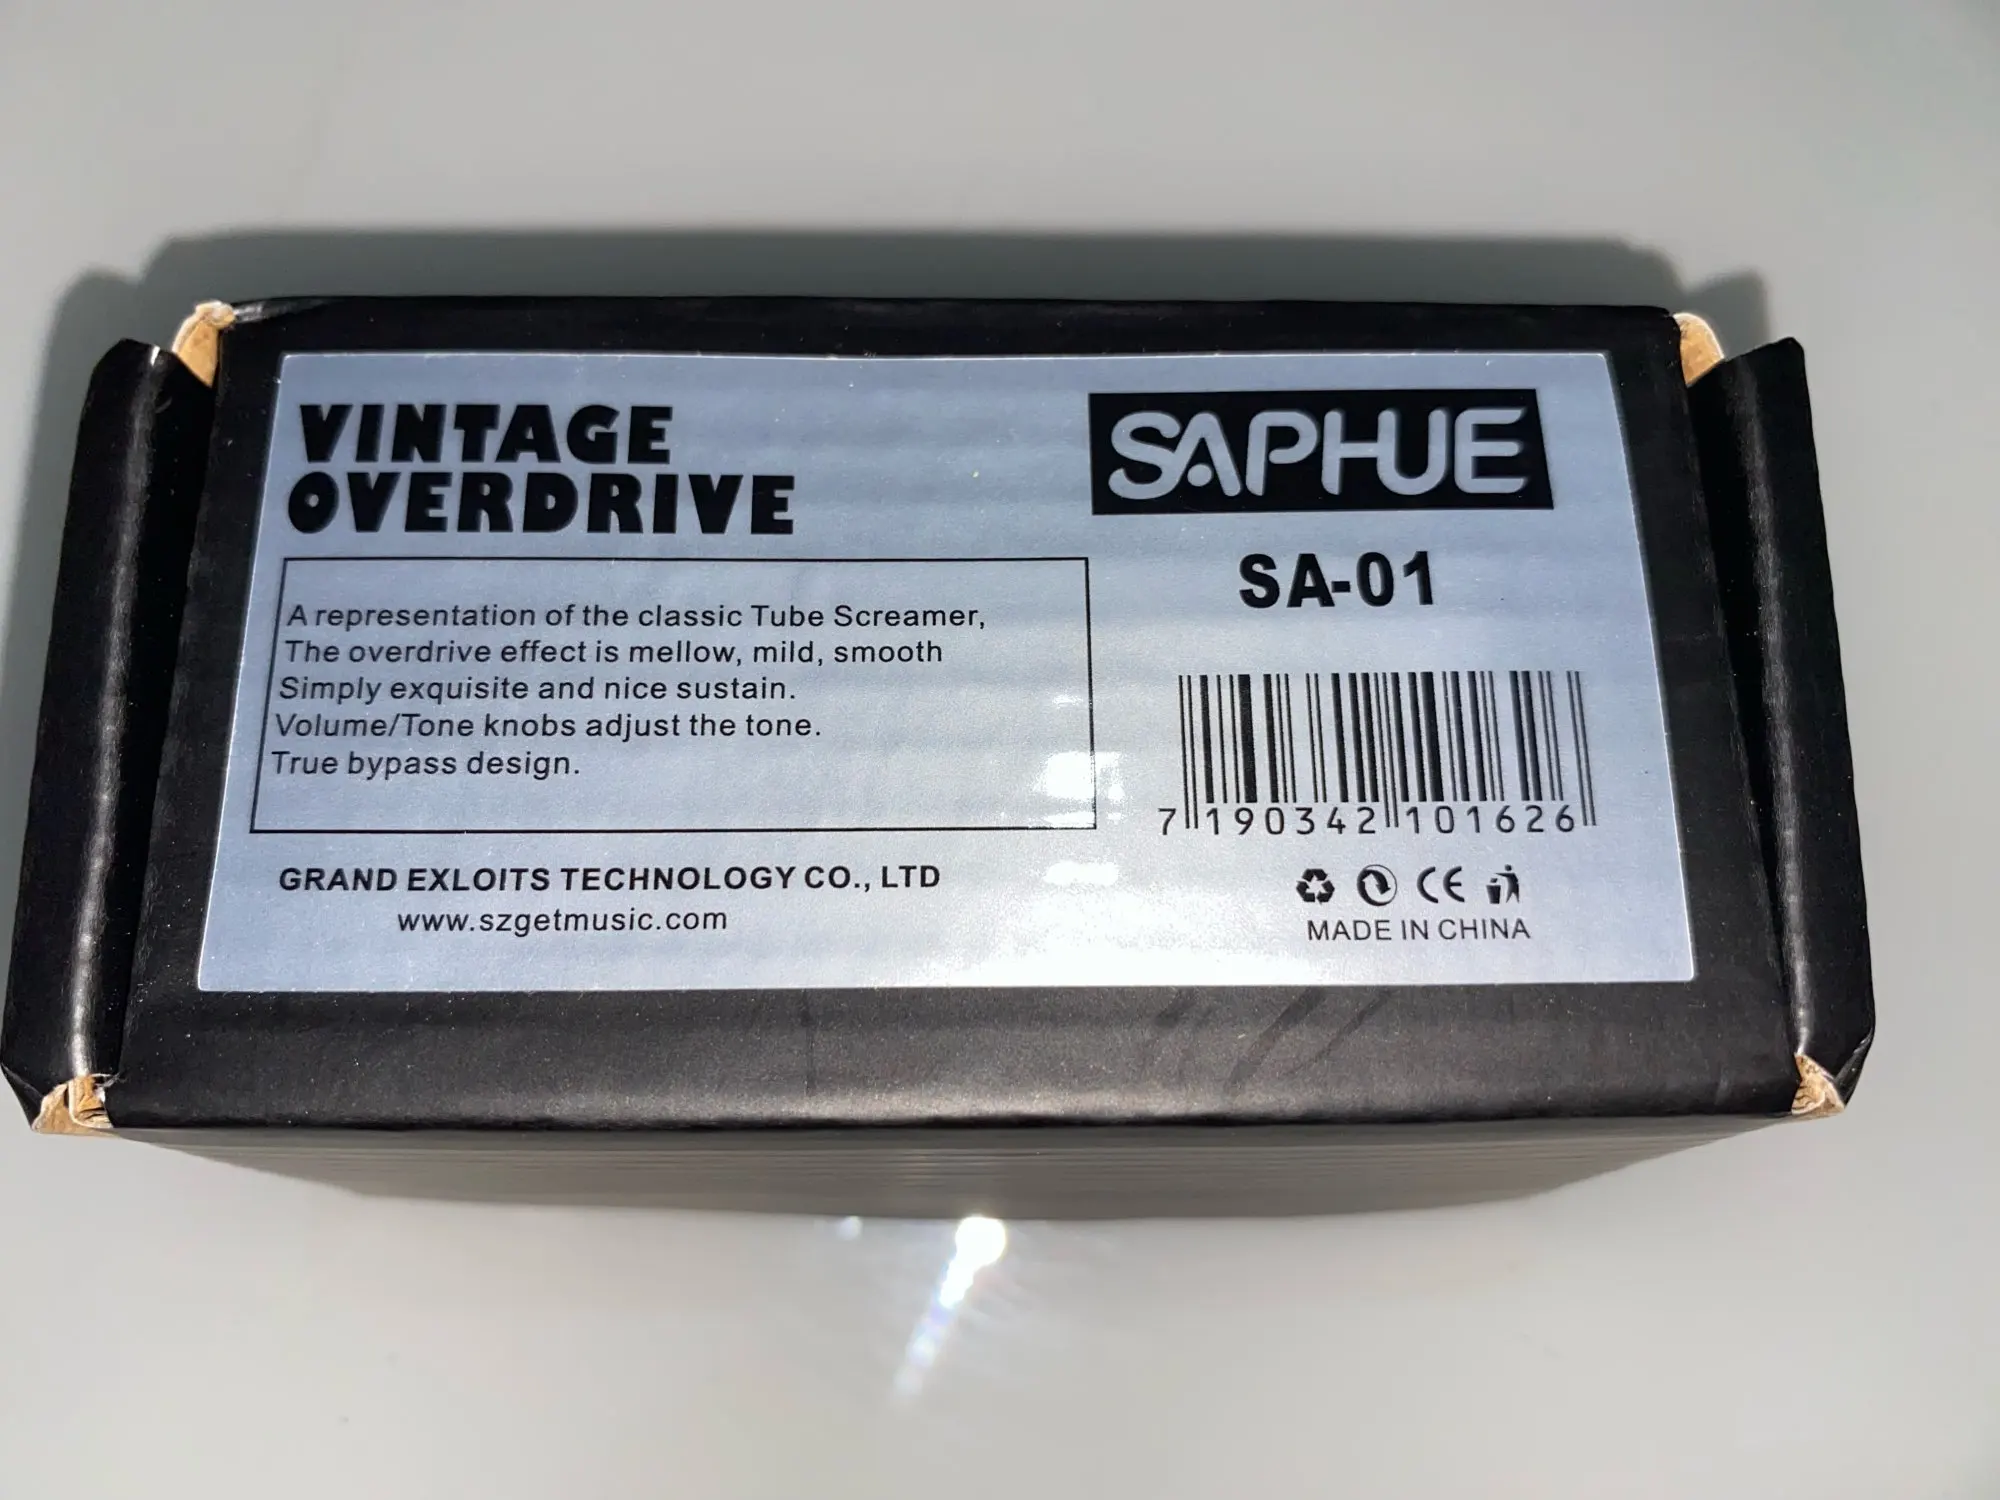 VINTAGE
OVERDRIVE
A representation of the classic Tube Screamer,
The overdrive effect is mellow, mild, smooth
Simply exquisite and nice sustain.
Volume/Tone knobs adjust the tone.
True bypass design.
GRAND EXLOITS TECHNOLOGY CO., LTD
www.szgetmusic.com
SAPHUE
SA-01
7 190342 101626
CE
MADE IN CHINA